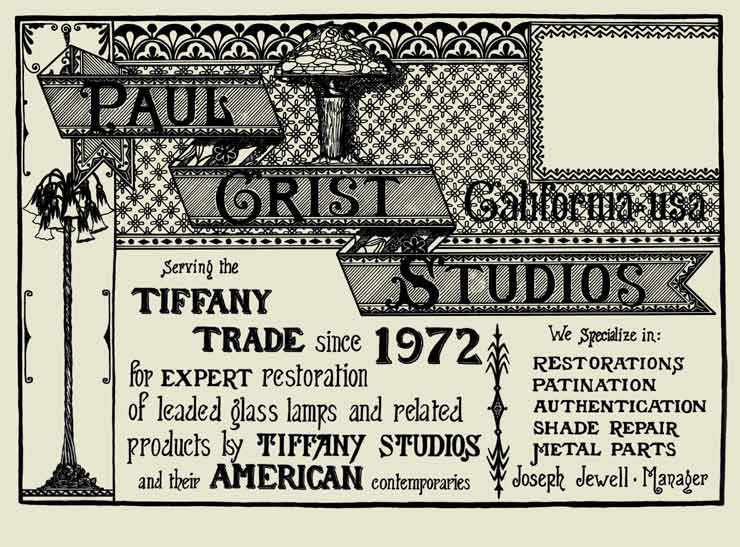 PAUL
CRIST
STUDIOS
California-usa
Serving the
TIFFANY
TRADE since 1972
for EXPERT restoration
of leaded glass lamps and related
products by TIFFANY STUDIOS
and their AMERICAN contemporaries
We Specialize in:
RESTORATIONS
PATINATION
AUTHENTICATION
SHADE REPAIR
METAL PARTS
Joseph Jewell · Manager